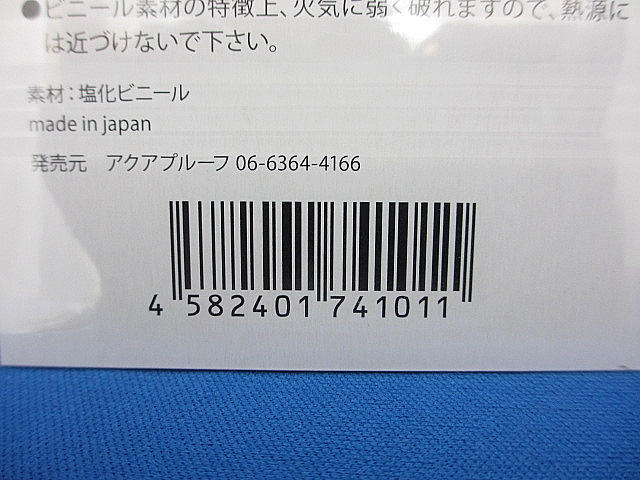 ●ビニール素材の特徴上、火気に弱く破れますので、熱源に
は近づけないで下さい。
素材：塩化ビニール
made in japan
発売元　アクアプルーフ 06-6364-4166
4 582401 741011